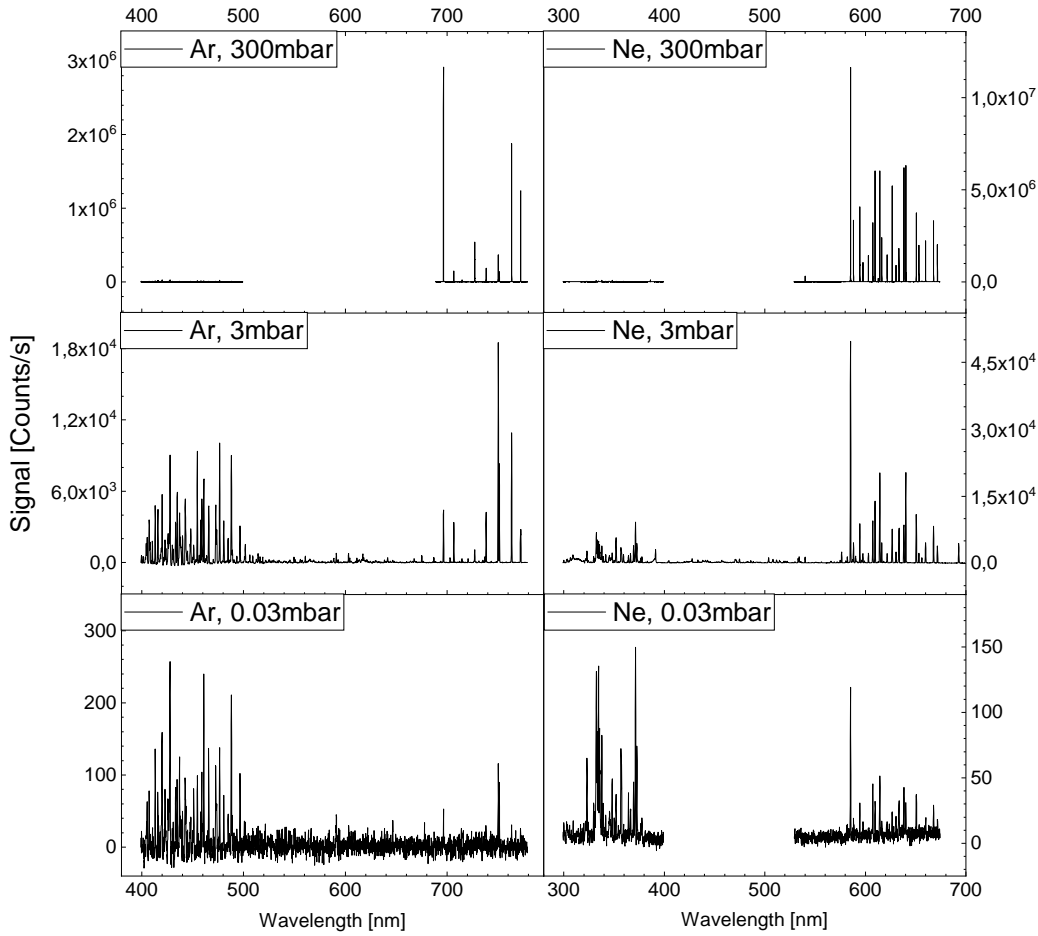 400 500 600 700 300 400 500 600 700
Ar, 300mbar
Ne, 300mbar
3x10⁶
2x10⁶
1x10⁶
0
1,0x10⁷
5,0x10⁶
0,0
Ar, 3mbar
Ne, 3mbar
1,8x10⁴
1,2x10⁴
6,0x10³
0,0
4,5x10⁴
3,0x10⁴
1,5x10⁴
0,0
Signal [Counts/s]
Ar, 0.03mbar
Ne, 0.03mbar
300
200
100
0
150
100
50
0
400 500 600 700 300 400 500 600 700
Wavelength [nm] Wavelength [nm]